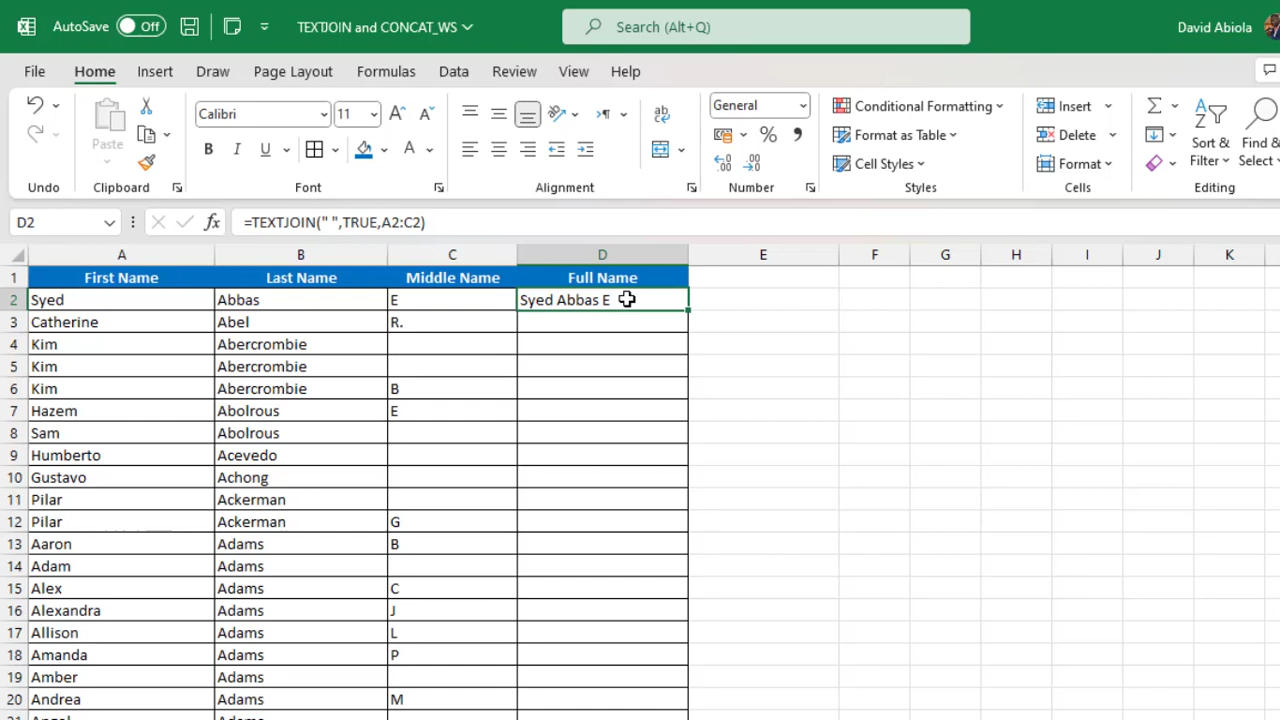 AutoSave Off TEXTJOIN and CONCAT_WS Search (Alt+Q) David Abiola
File Home Insert Draw Page Layout Formulas Data Review View Help
Calibri 11 General Conditional Formatting Insert
Paste B I U A % Format as Table Delete Sort & Find &
Cell Styles Format Filter Select
Undo Clipboard Font Alignment Number Styles Cells Editing
D2 fx =TEXTJOIN(" ",TRUE,A2:C2)
A B C D E F G H I J K
1 First Name Last Name Middle Name Full Name
2 Syed Abbas E Syed Abbas E
3 Catherine Abel R.
4 Kim Abercrombie
5 Kim Abercrombie
6 Kim Abercrombie B
7 Hazem Abolrous E
8 Sam Abolrous
9 Humberto Acevedo
10 Gustavo Achong
11 Pilar Ackerman
12 Pilar Ackerman G
13 Aaron Adams B
14 Adam Adams
15 Alex Adams C
16 Alexandra Adams J
17 Allison Adams L
18 Amanda Adams P
19 Amber Adams
20 Andrea Adams M